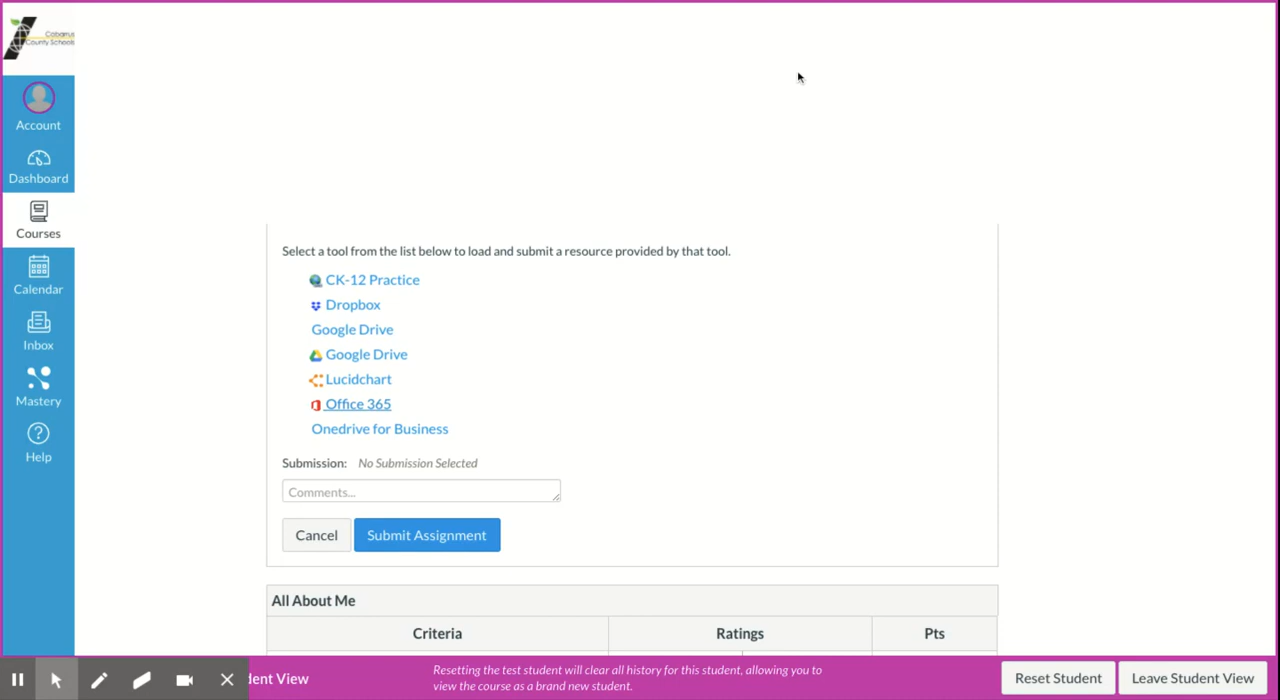 Cabarrus
County Schools
Account
Dashboard
Courses
Calendar
Inbox
Mastery
Help
Select a tool from the list below to load and submit a resource provided by that tool.
CK-12 Practice
Dropbox
Google Drive
Google Drive
Lucidchart
Office 365
Onedrive for Business
Submission: No Submission Selected
Comments...
Cancel Submit Assignment
All About Me
Criteria Ratings Pts
dent View
Resetting the test student will clear all history for this student, allowing you to
view the course as a brand new student.
Reset Student Leave Student View